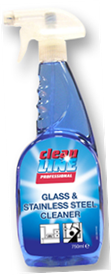 clean
LINE
PROFESSIONAL
GLASS &
STAINLESS STEEL
CLEANER
750ml e